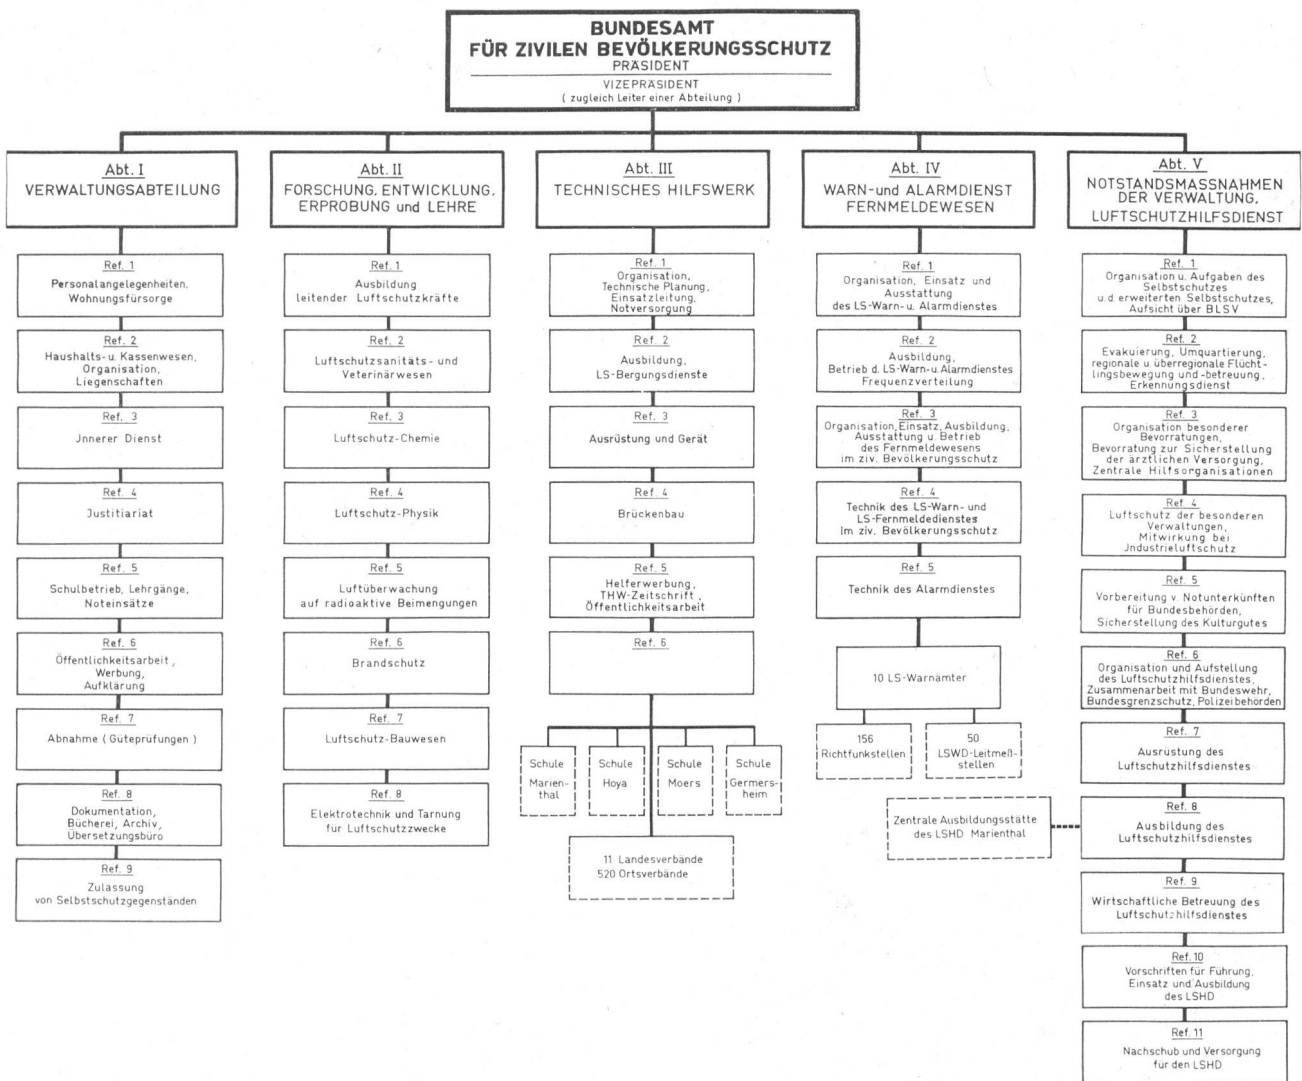 BUNDESAMT
FÜR ZIVILEN BEVÖLKERUNGSSCHUTZ
PRÄSIDENT
VIZEPRÄSIDENT
( zugleich Leiter einer Abteilung )
Abt. I
VERWALTUNGSABTEILUNG
Ref. 1
Personalangelegenheiten,
Wohnungsfürsorge
Ref. 2
Haushalts- u. Kassenwesen,
Organisation,
Liegenschaften
Ref. 3
Jnnerer Dienst
Ref. 4
Justitiariat
Ref. 5
Schulbetrieb, Lehrgänge,
Noteinsätze
Ref. 6
Öffentlichkeitsarbeit,
Werbung,
Aufklärung
Ref. 7
Abnahme ( Güteprüfungen )
Ref. 8
Dokumentation,
Bücherei, Archiv,
Übersetzungsbüro
Ref. 9
Zulassung
von Selbstschutzgegenständen
Abt. II
FORSCHUNG, ENTWICKLUNG,
ERPROBUNG und LEHRE
Ref. 1
Ausbildung
leitender Luftschutzkräfte
Ref. 2
Luftschutzsanitäts- und
Veterinärwesen
Ref. 3
Luftschutz-Chemie
Ref. 4
Luftschutz-Physik
Ref. 5
Luftüberwachung
auf radioaktive Beimengungen
Ref. 6
Brandschutz
Ref. 7
Luftschutz-Bauwesen
Ref. 8
Elektrotechnik und Tarnung
für Luftschutzzwecke
Abt. III
TECHNISCHES HILFSWERK
Ref. 1
Organisation,
Technische Planung,
Einsatzleitung,
Notversorgung
Ref. 2
Ausbildung,
LS-Bergungsdienste
Ref. 3
Ausrüstung und Gerät
Ref. 4
Brückenbau
Ref. 5
Helferwerbung,
THW-Zeitschrift,
Öffentlichkeitsarbeit
Ref. 6
Schule
Marien-
thal
Schule
Hoya
Schule
Moers
Schule
Germers-
heim
11 Landesverbände
520 Ortsverbände
Abt. IV
WARN-und ALARMDIENST
FERNMELDEWESEN
Ref. 1
Organisation, Einsatz und
Ausstattung
des LS-Warn- u. Alarmdienstes
Ref. 2
Ausbildung,
Betrieb d. LS-Warn-u. Alarmdienstes
Frequenzverteilung
Ref. 3
Organisation, Einsatz, Ausbildung,
Ausstattung u. Betrieb
des Fernmeldewesens
im ziv. Bevölkerungsschutz
Ref. 4
Technik des LS-Warn- und
LS-Fernmeldedienstes
im ziv. Bevölkerungsschutz
Ref. 5
Technik des Alarmdienstes
10 LS-Warnämter
156
Richtfunkstellen
50
LSWD-Leitmeß-
stellen
Abt. V
NOTSTANDSMASSNAHMEN
DER VERWALTUNG,
LUFTSCHUTZHILFSDIENST
Ref. 1
Organisation u. Aufgaben des
Selbstschutzes
u. d. erweiterten Selbstschutzes,
Aufsicht über BLSV
Ref. 2
Evakuierung, Umquartierung,
regionale u. überregionale Flücht-
lingsbewegung und -betreuung,
Erkennungsdienst
Ref. 3
Organisation besonderer
Bevorratungen,
Bevorratung zur Sicherstellung
der ärztlichen Versorgung,
Zentrale Hilfsorganisationen
Ref. 4
Luftschutz der besonderen
Verwaltungen,
Mitwirkung bei
Jndustrieluftschutz
Ref. 5
Vorbereitung v. Notunterkünften
für Bundesbehörden,
Sicherstellung des Kulturgutes
Ref. 6
Organisation und Aufstellung
des Luftschutzhilfsdienstes,
Zusammenarbeit mit Bundeswehr,
Bundesgrenzschutz, Polizeibehörden
Ref. 7
Ausrüstung des
Luftschutzhilfsdienstes
Ref. 8
Ausbildung des
Luftschutzhilfsdienstes
Zentrale Ausbildungsstätte
des LSHD Marienthal
Ref. 9
Wirtschaftliche Betreuung des
Luftschutzhilfsdienstes
Ref. 10
Vorschriften für Führung,
Einsatz und Ausbildung
des LSHD
Ref. 11
Nachschub und Versorgung
für den LSHD